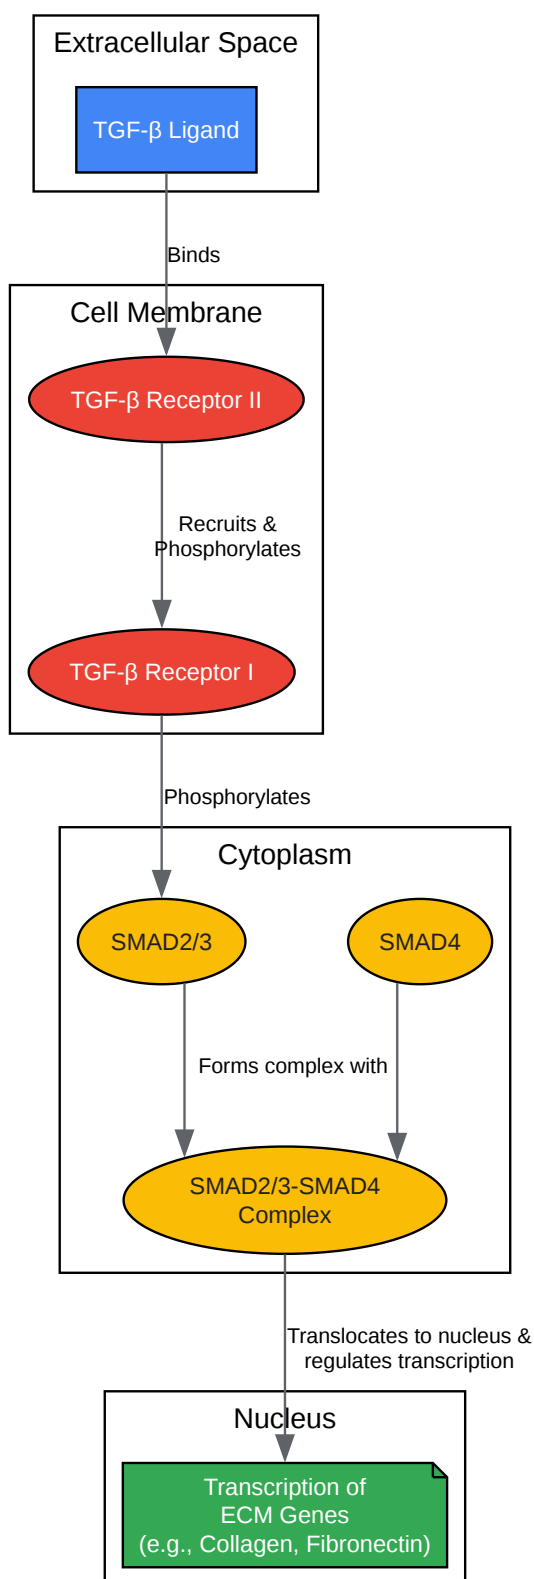 Extracellular Space
TGF-β Ligand
Binds
Cell Membrane
TGF-β Receptor II
Recruits &
Phosphorylates
TGF-β Receptor I
Phosphorylates
Cytoplasm
SMAD2/3
SMAD4
Forms complex with
SMAD2/3-SMAD4
Complex
Translocates to nucleus &
regulates transcription
Nucleus
Transcription of
ECM Genes
(e.g., Collagen, Fibronectin)